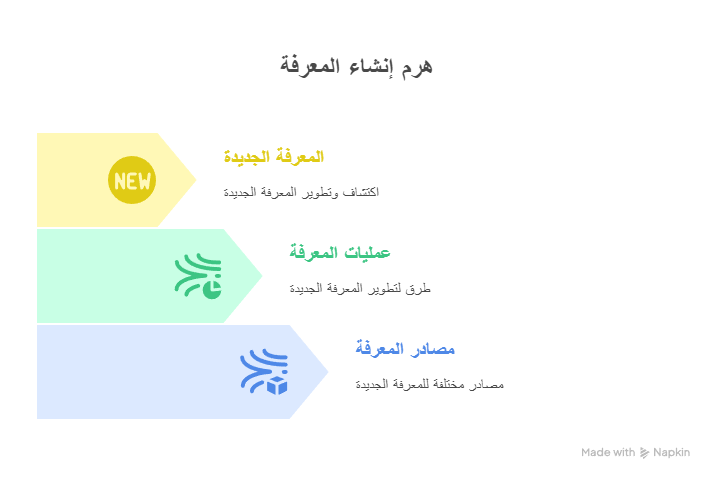 هرم إنشاء المعرفة
NEW
المعرفة الجديدة
اكتشاف وتطوير المعرفة الجديدة
عمليات المعرفة
طرق لتطوير المعرفة الجديدة
مصادر المعرفة
مصادر مختلفة للمعرفة الجديدة
Made with Napkin